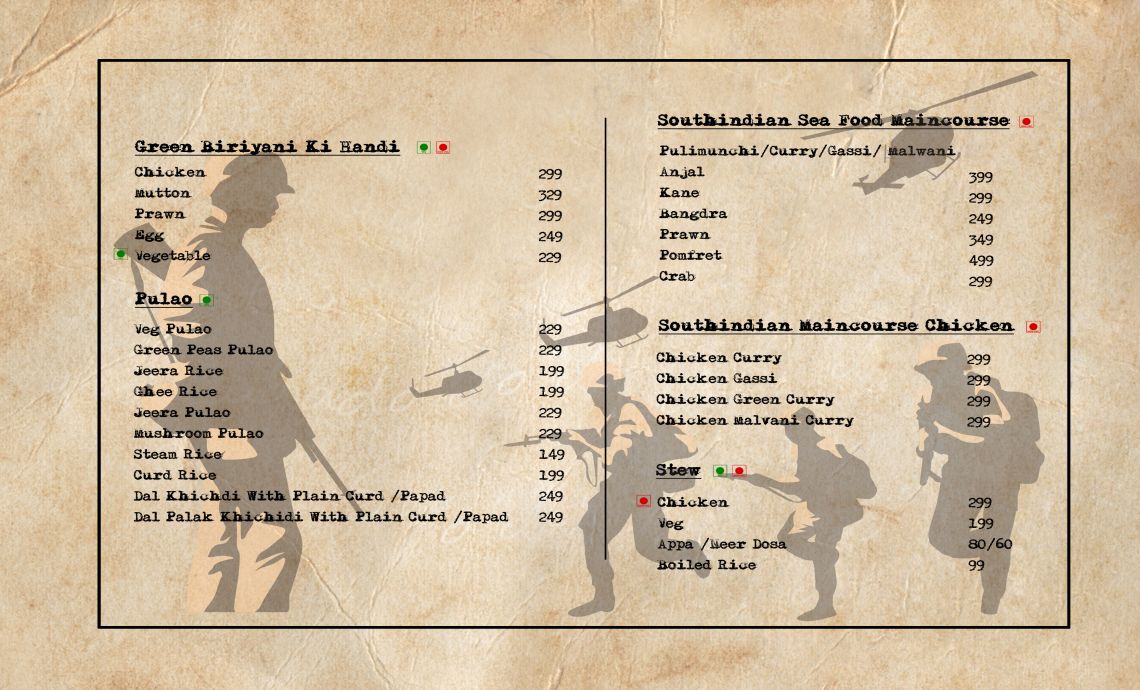 Green Biriyani Ki Handi
Chicken 299
Mutton 329
Prawn 299
Egg 249
Vegetable 229
Pulao
Veg Pulao 229
Green Peas Pulao 229
Jeera Rice 199
Ghee Rice 199
Jeera Pulao 229
Mushroom Pulao 229
Steam Rice 149
Curd Rice 199
Dal Khichdi With Plain Curd /Papad 249
Dal Palak Khichidi With Plain Curd /Papad 249
Southindian Sea Food Maincourse
Pulimunchi/Curry/Gassi/Malwani
Anjal 399
Kane 299
Bangdra 249
Prawn 349
Pomfret 499
Crab 299
Southindian Maincourse Chicken
Chicken Curry 299
Chicken Gassi 299
Chicken Green Curry 299
Chicken Malvani Curry 299
Stew
Chicken 299
Veg 199
Appa /Neer Dosa 80/60
Boiled Rice 99